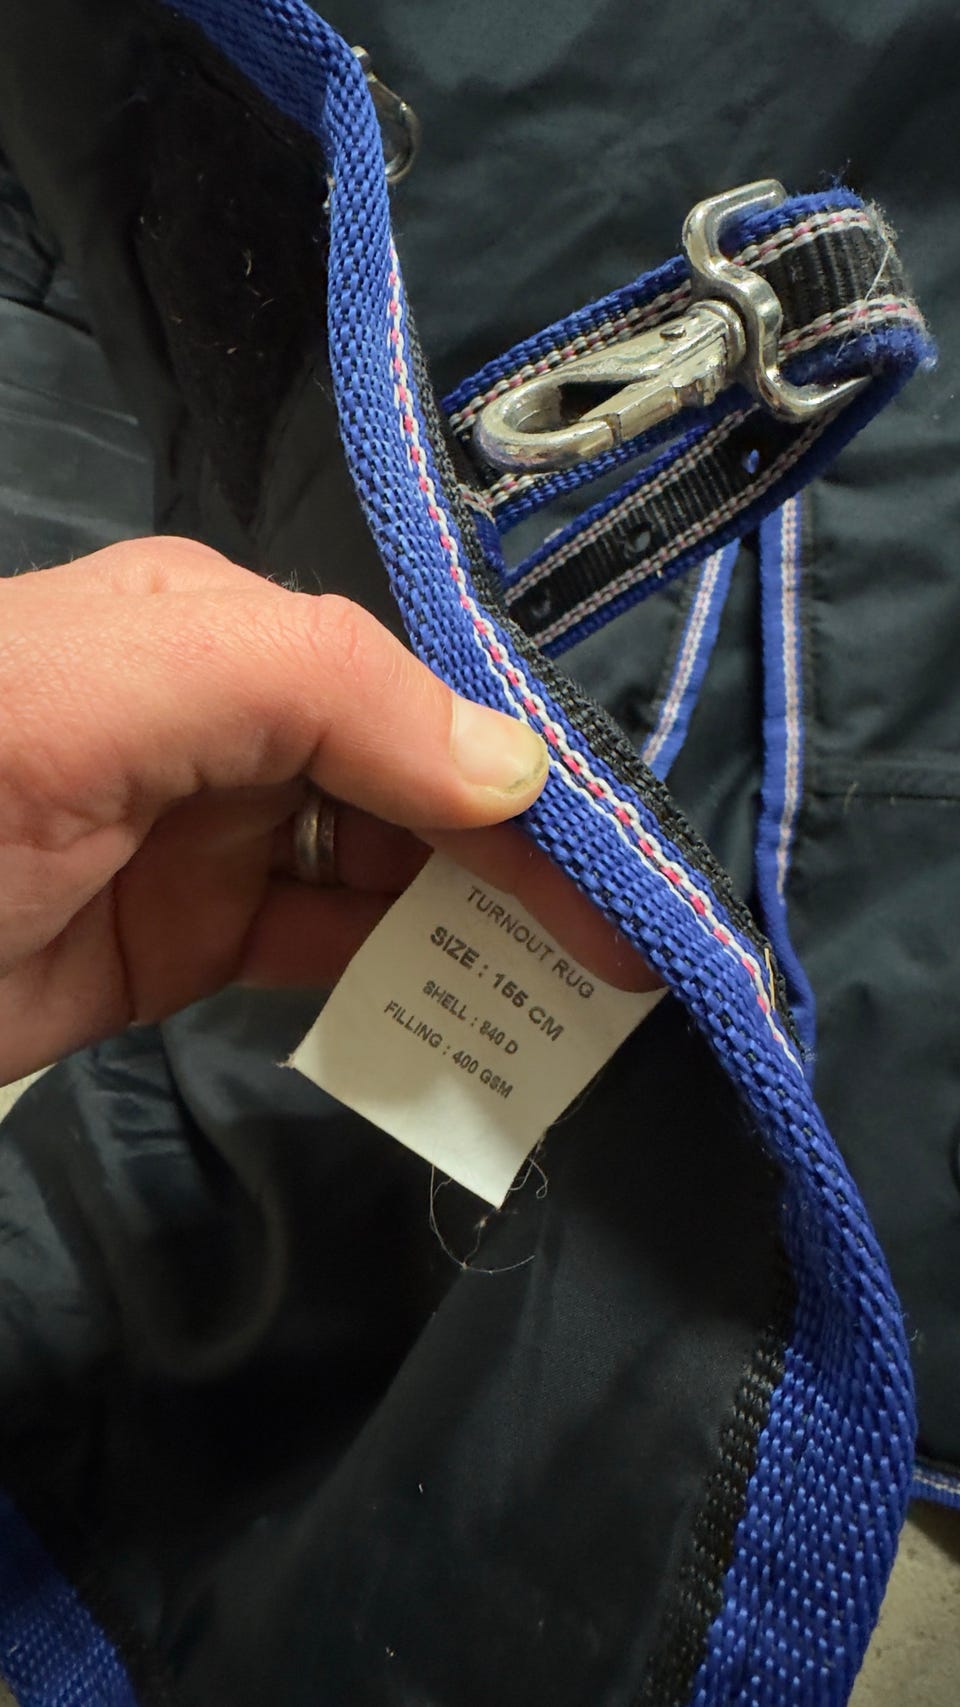 TURNOUT RUG
SIZE : 155 CM
SHELL : 840 D
FILLING : 400 GSM